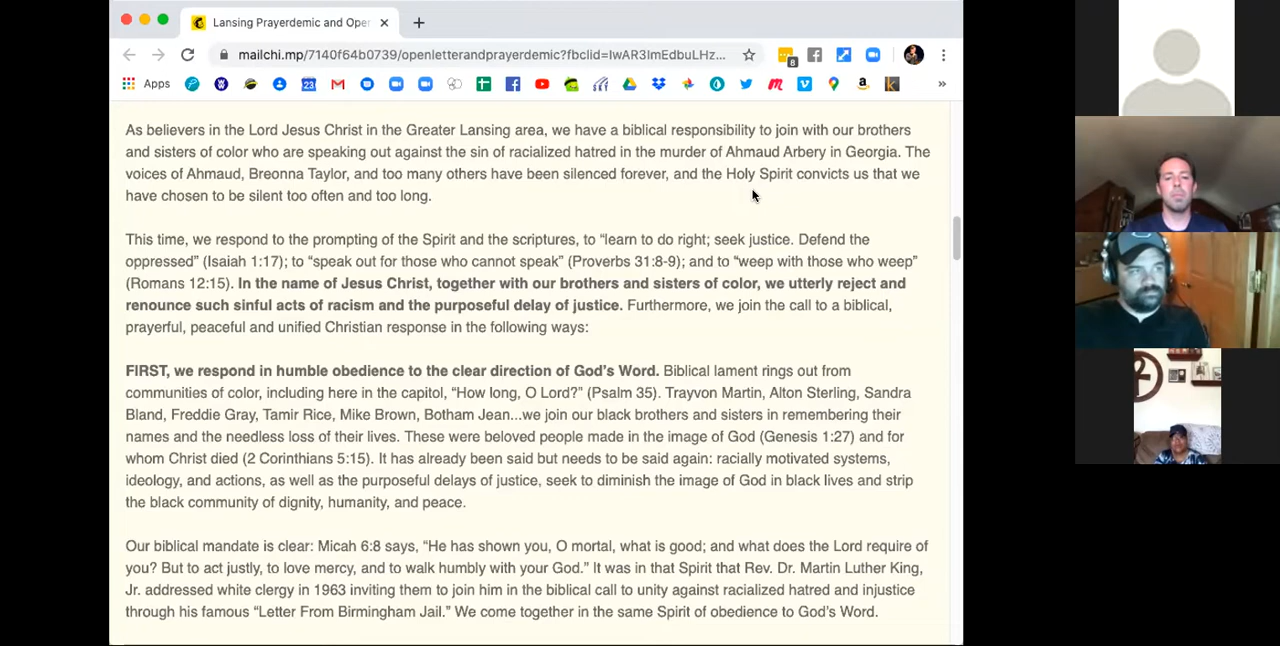 Lansing Prayerdemic and Oper
mailchi.mp/7140f64b0739/openletterandprayerdemic?fbclid=IwAR3ImEdbuLHz...
8
Apps
23
As believers in the Lord Jesus Christ in the Greater Lansing area, we have a biblical responsibility to join with our brothers
and sisters of color who are speaking out against the sin of racialized hatred in the murder of Ahmaud Arbery in Georgia. The
voices of Ahmaud, Breonna Taylor, and too many others have been silenced forever, and the Holy Spirit convicts us that we
have chosen to be silent too often and too long.
This time, we respond to the prompting of the Spirit and the scriptures, to “learn to do right; seek justice. Defend the
oppressed” (Isaiah 1:17); to “speak out for those who cannot speak” (Proverbs 31:8-9); and to “weep with those who weep”
(Romans 12:15). In the name of Jesus Christ, together with our brothers and sisters of color, we utterly reject and
renounce such sinful acts of racism and the purposeful delay of justice. Furthermore, we join the call to a biblical,
prayerful, peaceful and unified Christian response in the following ways:
FIRST, we respond in humble obedience to the clear direction of God’s Word. Biblical lament rings out from
communities of color, including here in the capitol, “How long, O Lord?” (Psalm 35). Trayvon Martin, Alton Sterling, Sandra
Bland, Freddie Gray, Tamir Rice, Mike Brown, Botham Jean...we join our black brothers and sisters in remembering their
names and the needless loss of their lives. These were beloved people made in the image of God (Genesis 1:27) and for
whom Christ died (2 Corinthians 5:15). It has already been said but needs to be said again: racially motivated systems,
ideology, and actions, as well as the purposeful delays of justice, seek to diminish the image of God in black lives and strip
the black community of dignity, humanity, and peace.
Our biblical mandate is clear: Micah 6:8 says, “He has shown you, O mortal, what is good; and what does the Lord require of
you? But to act justly, to love mercy, and to walk humbly with your God.” It was in that Spirit that Rev. Dr. Martin Luther King,
Jr. addressed white clergy in 1963 inviting them to join him in the biblical call to unity against racialized hatred and injustice
through his famous “Letter From Birmingham Jail.” We come together in the same Spirit of obedience to God’s Word.